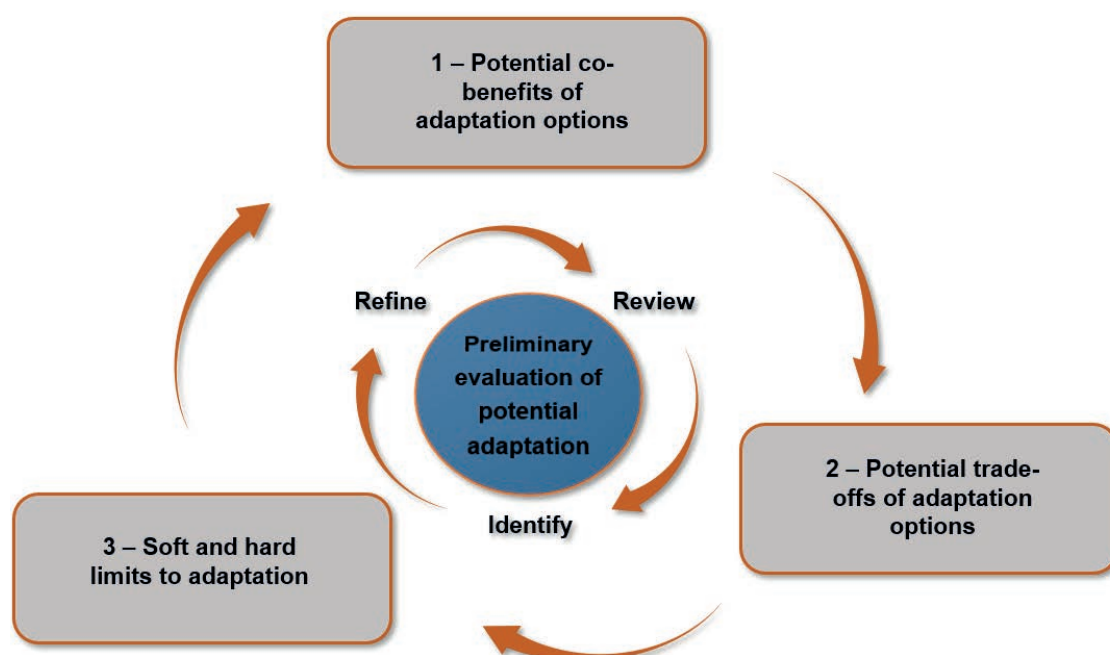 1 – Potential co-
benefits of
adaptation options
Refine
Review
Preliminary
evaluation of
potential
adaptation
Identify
2 – Potential trade-
offs of adaptation
options
3 – Soft and hard
limits to adaptation